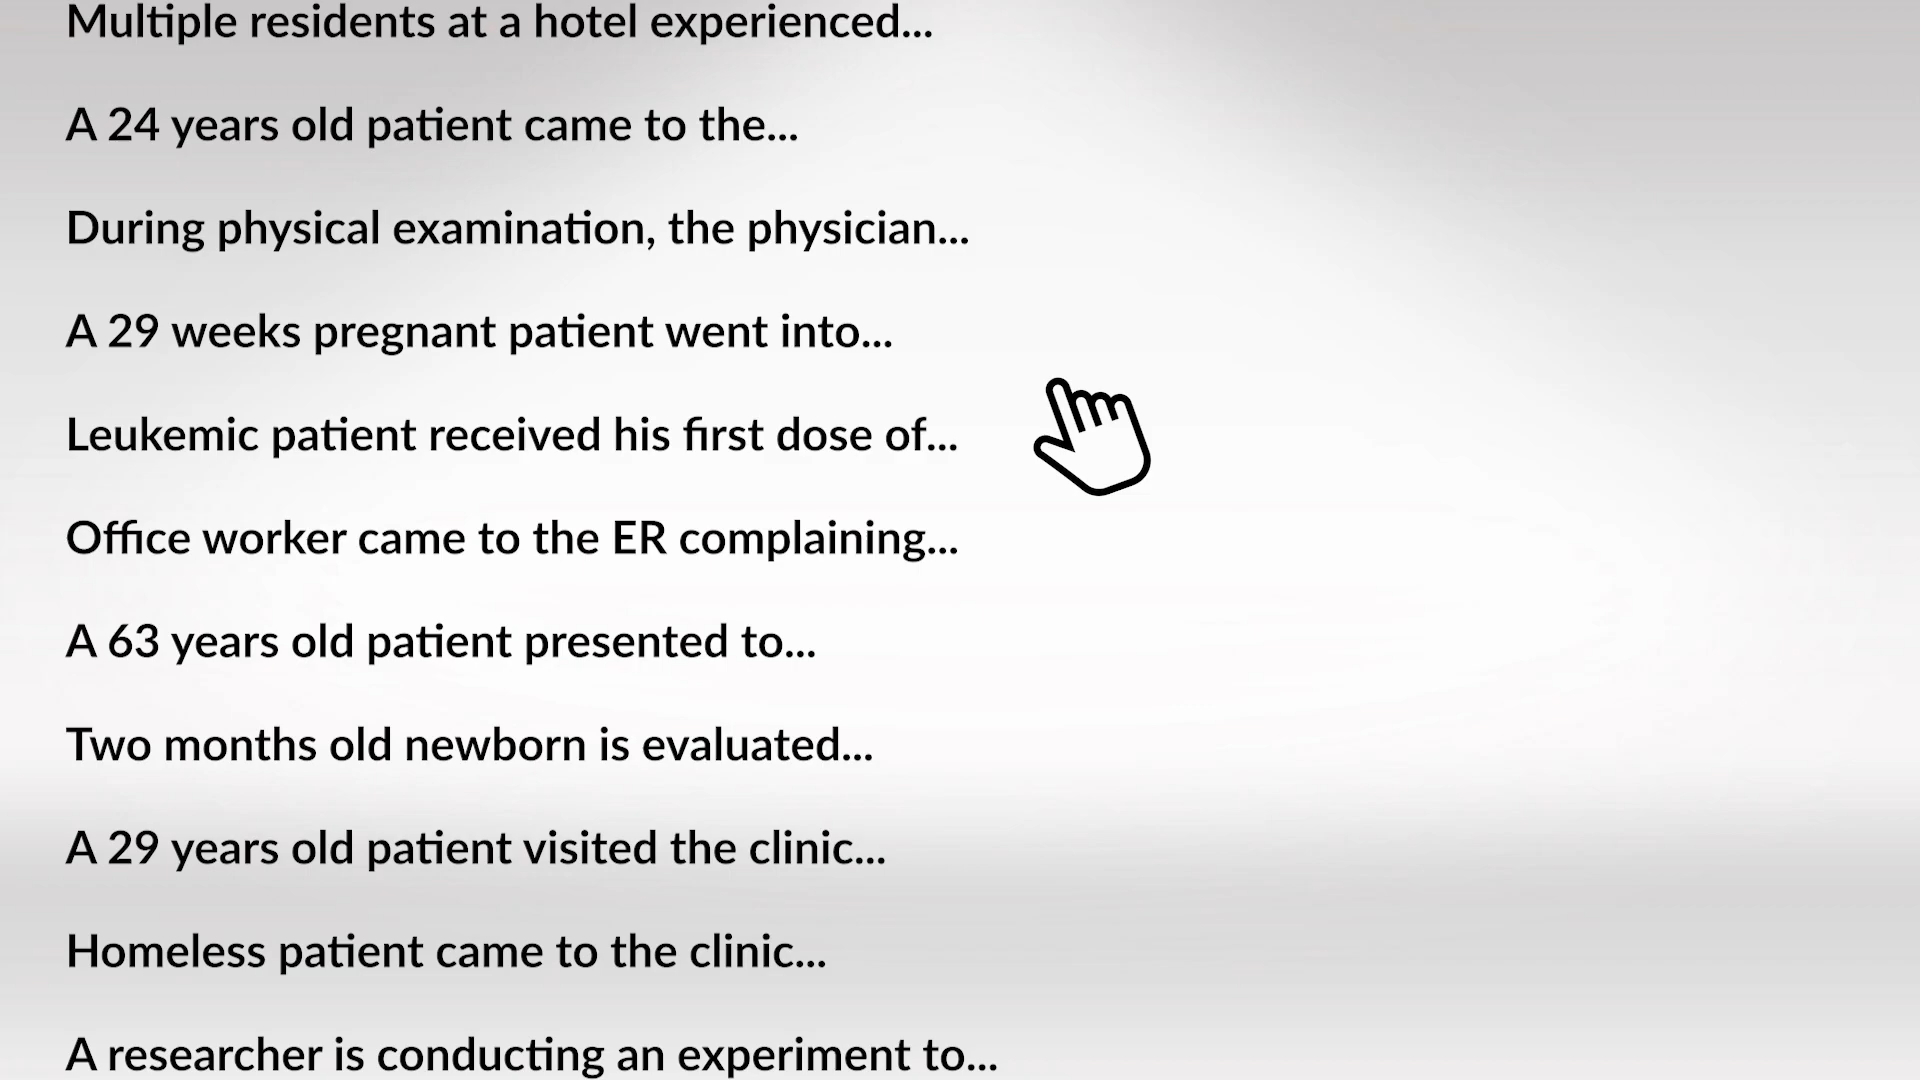 Multiple residents at a hotel experienced...
A 24 years old patient came to the...
During physical examination, the physician...
A 29 weeks pregnant patient went into...
Leukemic patient received his first dose of...
Office worker came to the ER complaining...
A 63 years old patient presented to...
Two months old newborn is evaluated...
A 29 years old patient visited the clinic...
Homeless patient came to the clinic...
A researcher is conducting an experiment to...